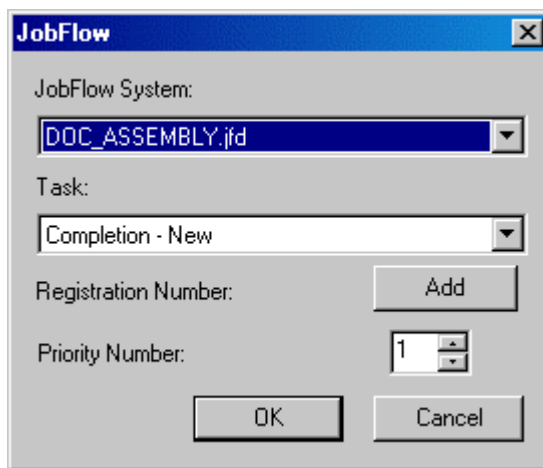 JobFlow
JobFlow System:
DOC_ASSEMBLY.jfd
Task:
Completion - New
Registration Number: Add
Priority Number: 1
OK Cancel